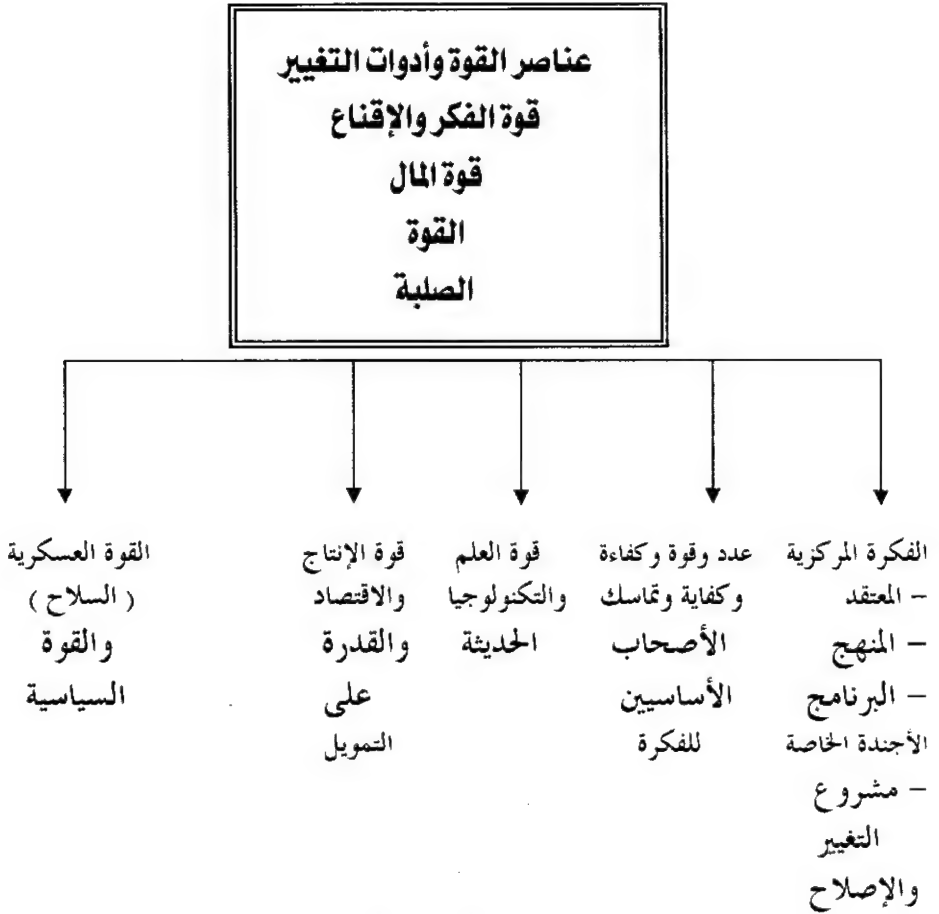 عناصر القوة وأدوات التغيير
قوة الفكر والإقناع
قوة المال
القوة
الصلبة
الفكرة المركزية
– المعتقد
– المنهج
– البرنامج
الأجندة الخاصة
– مشروع
التغيير
والإصلاح
عدد وقوة وكفاءة
وكفاية وتماسك
الأصحاب
الأساسيين
للفكرة
قوة العلم
والتكنولوجيا
الحديثة
قوة الإنتاج
والاقتصاد
والقدرة
على
التمويل
القوة العسكرية
( السلاح )
والقوة
السياسية